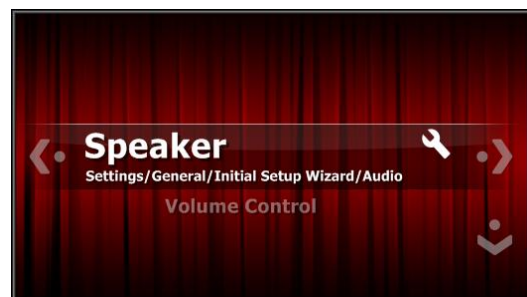 Speaker
Settings/General/Initial Setup Wizard/Audio
Volume Control